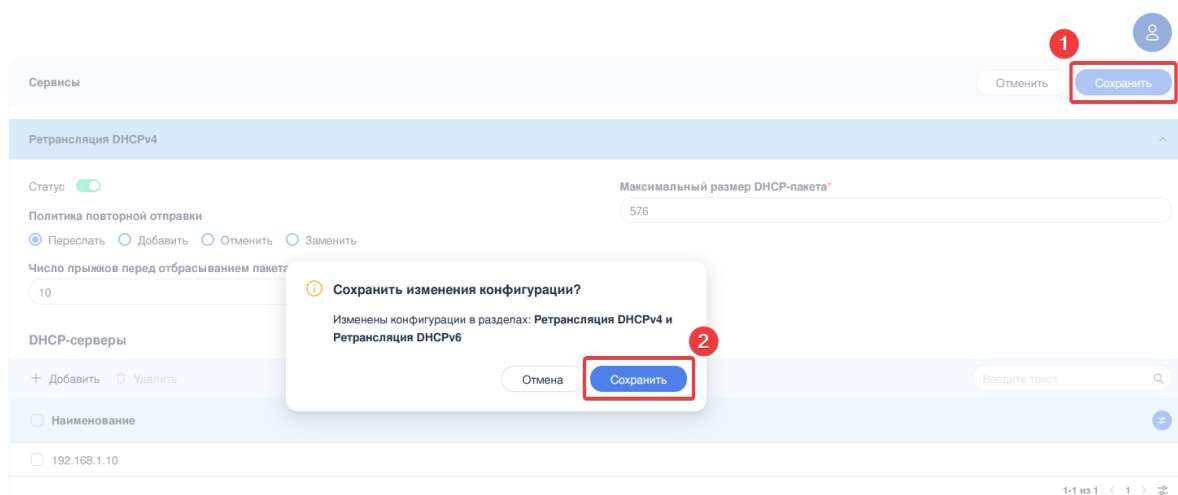 1
Сервисы
Отменить
Сохранить
Ретрансляция DHCPv4
Статус
Максимальный размер DHCP-пакета*
576
Политика повторной отправки
Переслать Добавить Отменить Заменить
Число прыжков перед отбрасыванием пакета
10
Сохранить изменения конфигурации?
Изменены конфигурации в разделах: Ретрансляция DHCPv4 и
Ретрансляция DHCPv6
2
Отмена
Сохранить
DHCP-серверы
+ Добавить Удалить
Введите текст
Наименование
192.168.1.10
1-1 из 1 < 1 >